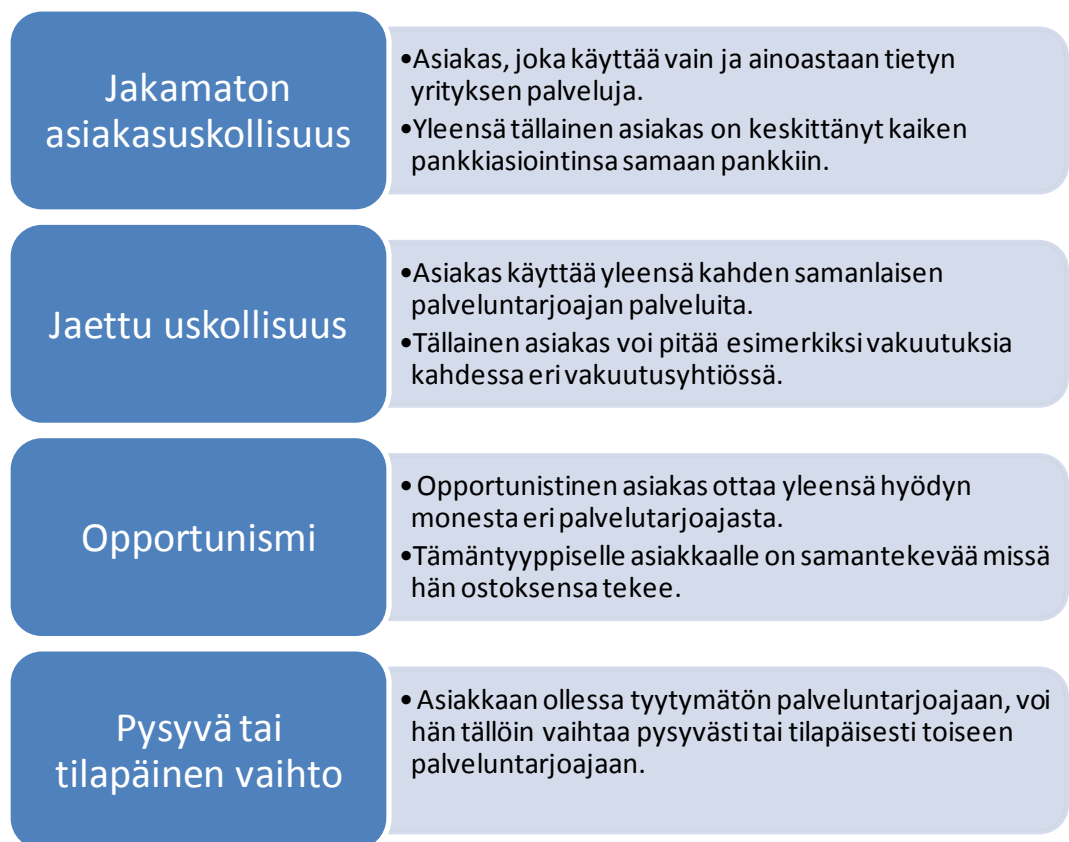 Jakamaton
asiakasuskollisuus
•Asiakas, joka käyttää vain ja ainoastaan tietyn
yrityksen palveluja.
•Yleensä tällainen asiakas on keskittänyt kaiken
pankkiasiointinsa samaan pankkiin.
Jaettu uskollisuus
•Asiakas käyttää yleensä kahden samanlaisen
palveluntarjoajan palveluita.
•Tällainen asiakas voi pitää esimerkiksi vakuutuksia
kahdessa eri vakuutusyhtiössä.
Opportunismi
• Opportunistinen asiakas ottaa yleensä hyödyn
monesta eri palvelutarjoajasta.
•Tämäntyyppiselle asiakkaalle on samantekevää missä
hän ostoksensa tekee.
Pysyvä tai
tilapäinen vaihto
• Asiakkaan ollessa tyytymätön palveluntarjoajaan, voi
hän tällöin vaihtaa pysyvästi tai tilapäisesti toiseen
palveluntarjoajaan.